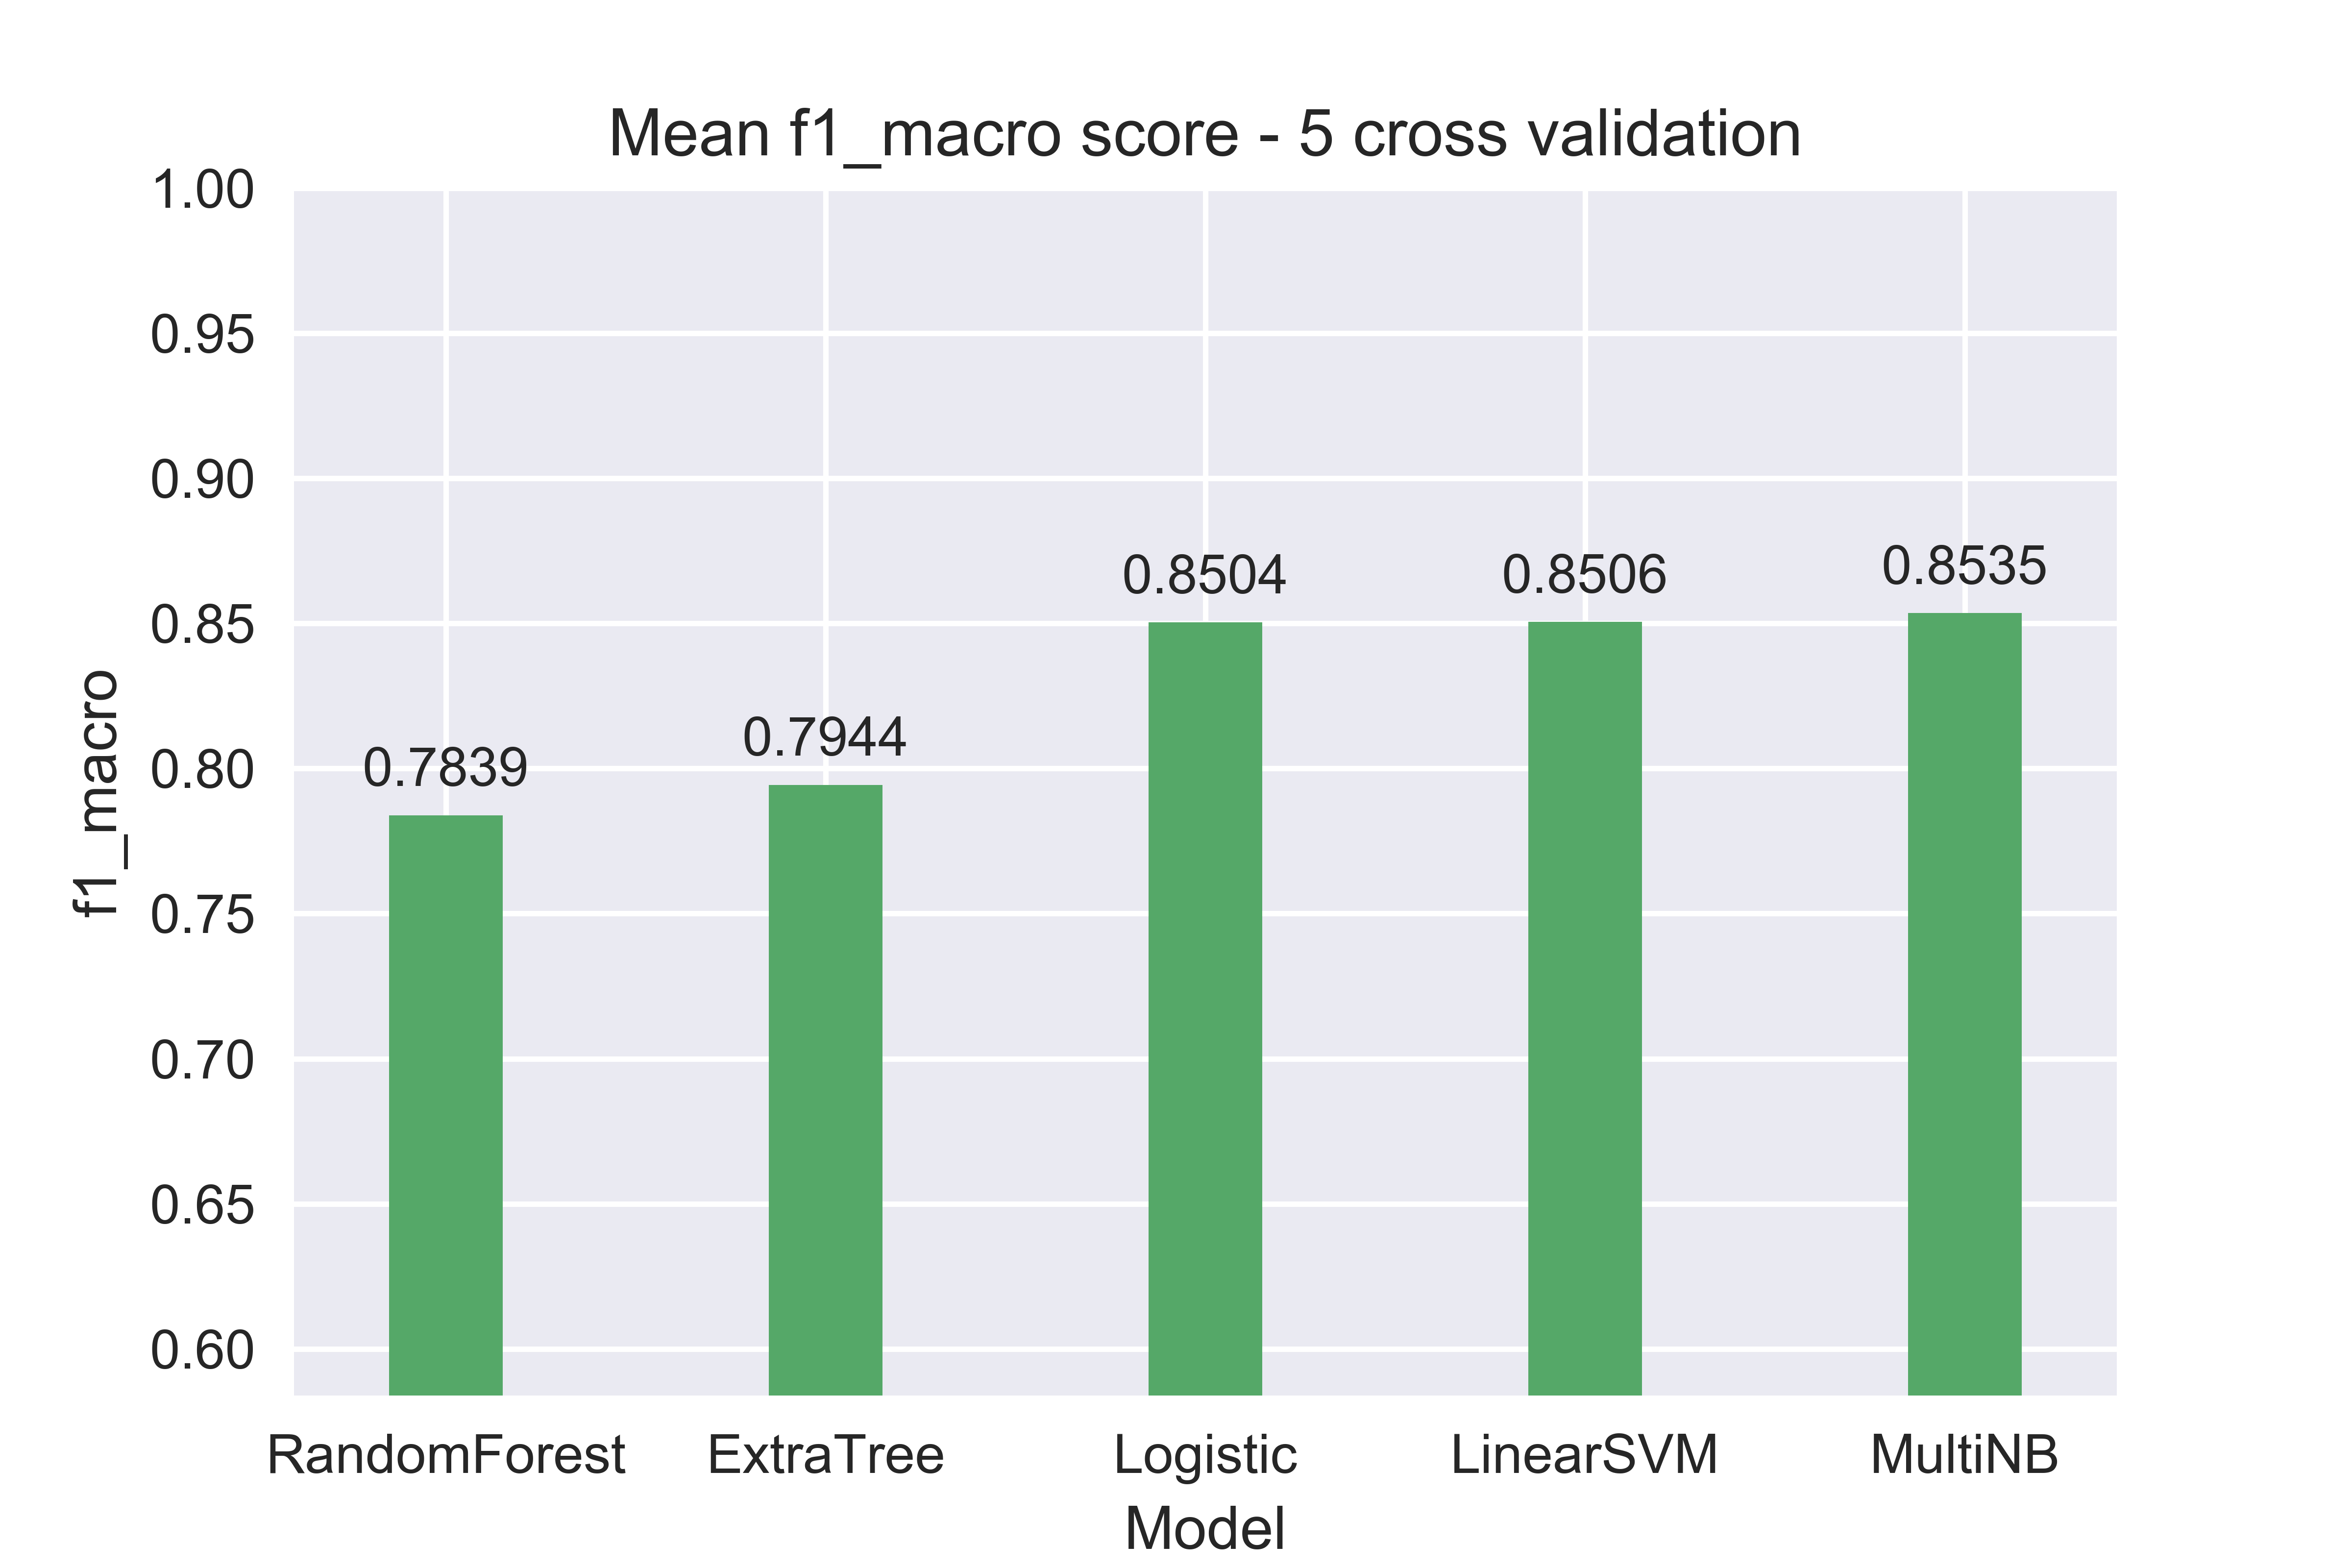 Mean f1_macro score - 5 cross validation
1.00
0.95
0.90
0.85
0.80
0.75
0.70
0.65
0.60
f1_macro
0.7839
0.7944
0.8504
0.8506
0.8535
RandomForest
ExtraTree
Logistic
LinearSVM
MultiNB
Model